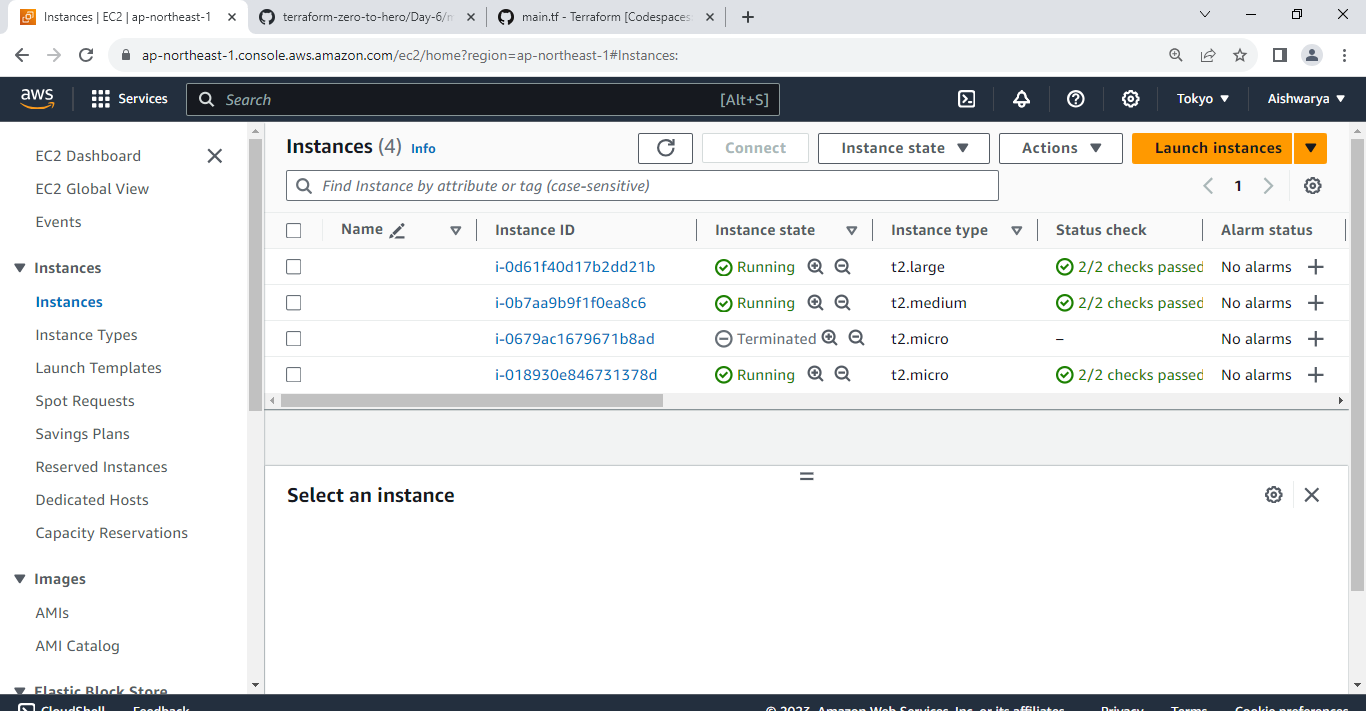 Instances | EC2 | ap-northeast-1
terraform-zero-to-hero/Day-6/m
main.tf - Terraform [Codespaces:
ap-northeast-1.console.aws.amazon.com/ec2/home?region=ap-northeast-1#Instances:
aws
Services
Search
[Alt+S]
Tokyo
Aishwarya
EC2 Dashboard
EC2 Global View
Events
Instances
Instances
Instance Types
Launch Templates
Spot Requests
Savings Plans
Reserved Instances
Dedicated Hosts
Capacity Reservations
Images
AMIs
AMI Catalog
Elastic Block Store
Instances (4) Info
Connect
Instance state
Actions
Launch instances
Find Instance by attribute or tag (case-sensitive)
1
Name Instance ID Instance state Instance type Status check Alarm status
i-0d61f40d17b2dd21b Running t2.large 2/2 checks passed No alarms +
i-0b7aa9b9f1f0ea8c6 Running t2.medium 2/2 checks passed No alarms +
i-0679ac1679671b8ad Terminated t2.micro – No alarms +
i-018930e846731378d Running t2.micro 2/2 checks passed No alarms +
Select an instance
CloudShell Feedback © 2023, Amazon Web Services, Inc. or its affiliates. Privacy Terms Cookie preferences